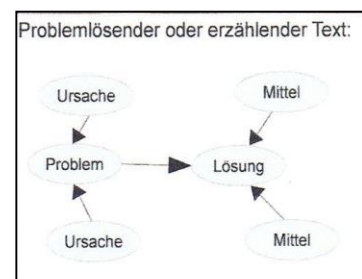 Problemlösender oder erzählender Text:
Ursache
Mittel
Problem
Lösung
Ursache
Mittel